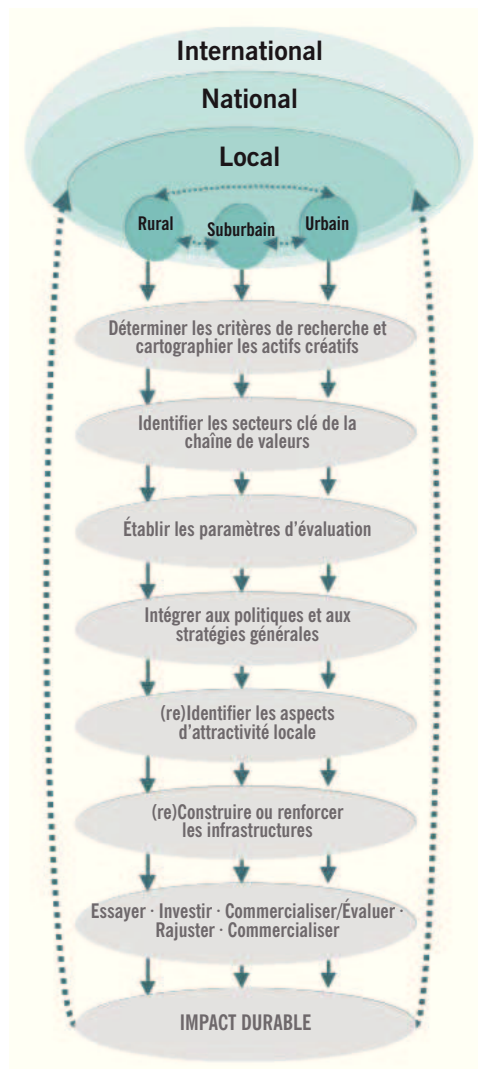 International
National
Local
Rural
Suburbain
Urbain
Déterminer les critères de recherche et
cartographier les actifs créatifs
Identifier les secteurs clé de la
chaîne de valeurs
Établir les paramètres d'évaluation
Intégrer aux politiques et aux
stratégies générales
(re)Identifier les aspects
d'attractivité locale
(re)Construire ou renforcer
les infrastructures
Essayer · Investir · Commercialiser/Évaluer ·
Rajuster · Commercialiser
IMPACT DURABLE